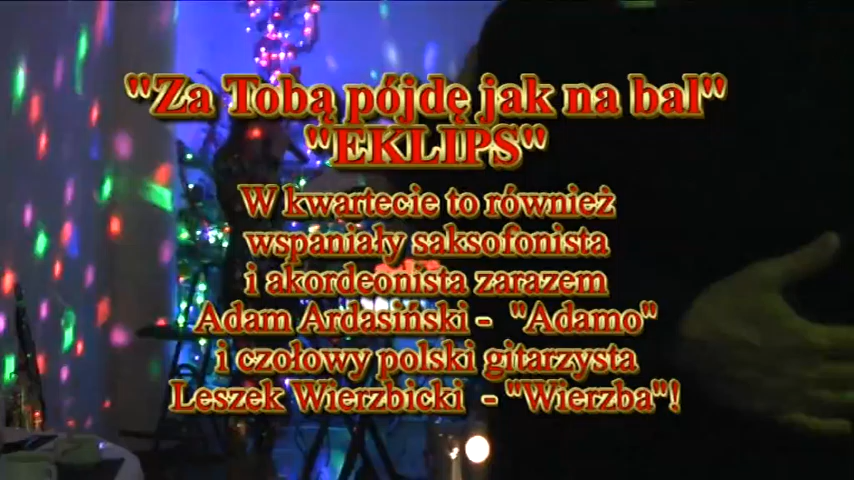 "Za Tobą pójdę jak na bal"
"EKLIPS"
W kwartecie to również
wspaniały saksofonista
i akordeonista zarazem
Adam Ardasiński - "Adamo"
i czołowy polski gitarzysta
Leszek Wierzbicki - "Wierzba"!